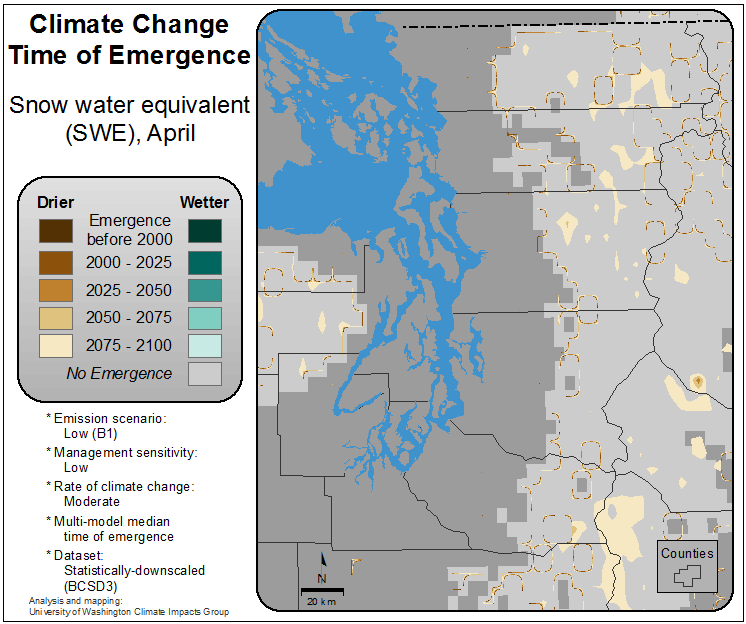 Climate Change
Time of Emergence
Snow water equivalent
(SWE), April
Drier
Wetter
Emergence
before 2000
2000 - 2025
2025 - 2050
2050 - 2075
2075 - 2100
No Emergence
* Emission scenario:
Low (B1)
* Management sensitivity:
Low
* Rate of climate change:
Moderate
* Multi-model median
time of emergence
* Dataset:
Statistically-downscaled
(BCSD3)
Analysis and mapping:
University of Washington Climate Impacts Group
N
20 km
Counties